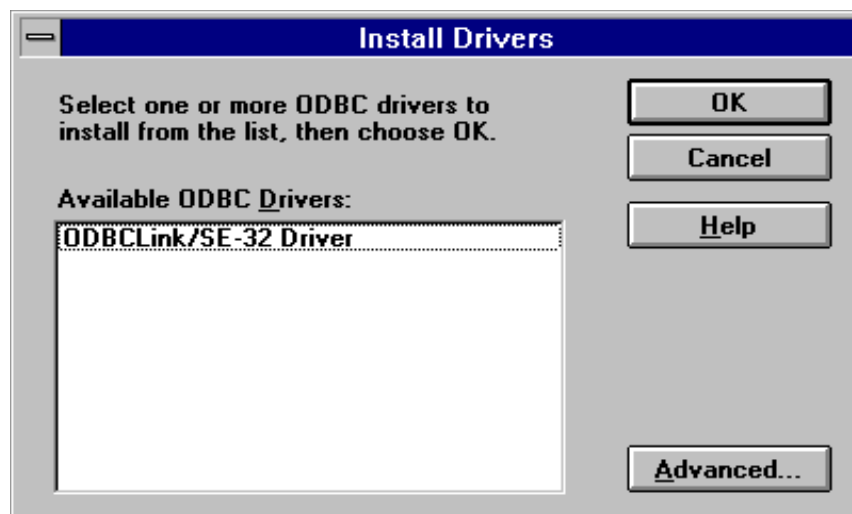 Install Drivers
Select one or more ODBC drivers to
install from the list, then choose OK.
OK
Cancel
Available ODBC Drivers:
Help
ODBCLink/SE-32 Driver
Advanced...